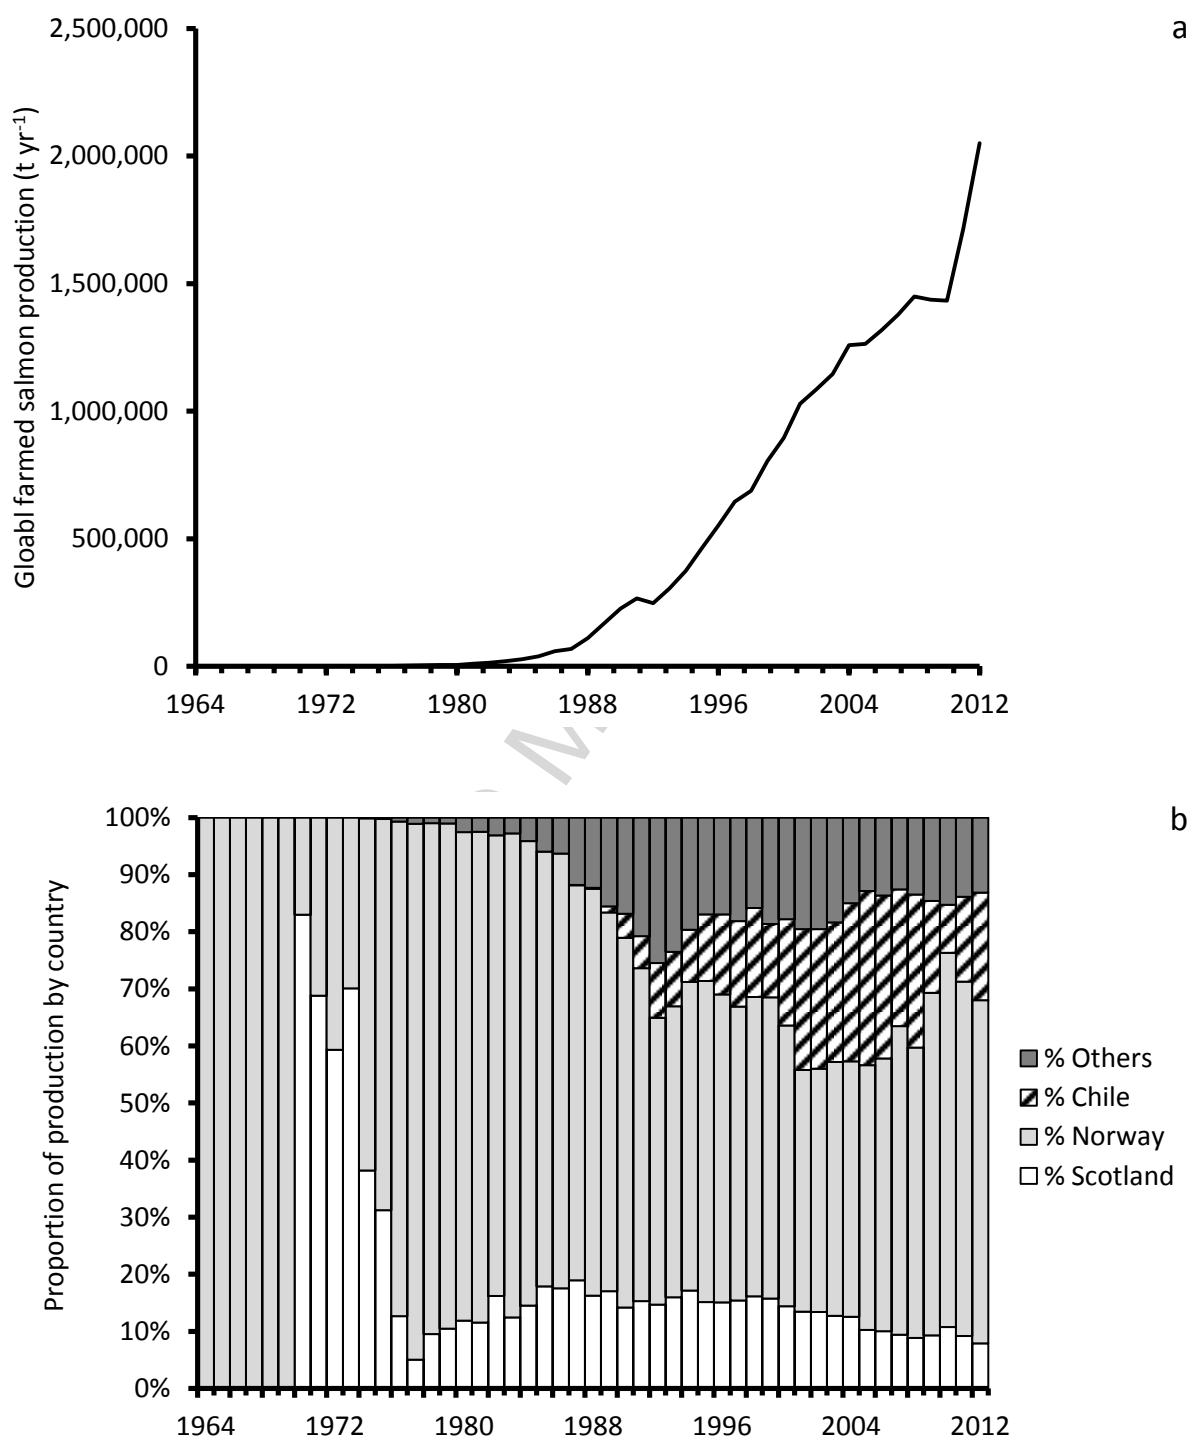 a
Gloabl farmed salmon production (t yr-1)
2,500,000
2,000,000
1,500,000
1,000,000
500,000
0
1964 1972 1980 1988 1996 2004 2012
b
Proportion of production by country
100%
90%
80%
70%
60%
50%
40%
30%
20%
10%
0%
1964 1972 1980 1988 1996 2004 2012
% Others
% Chile
% Norway
% Scotland